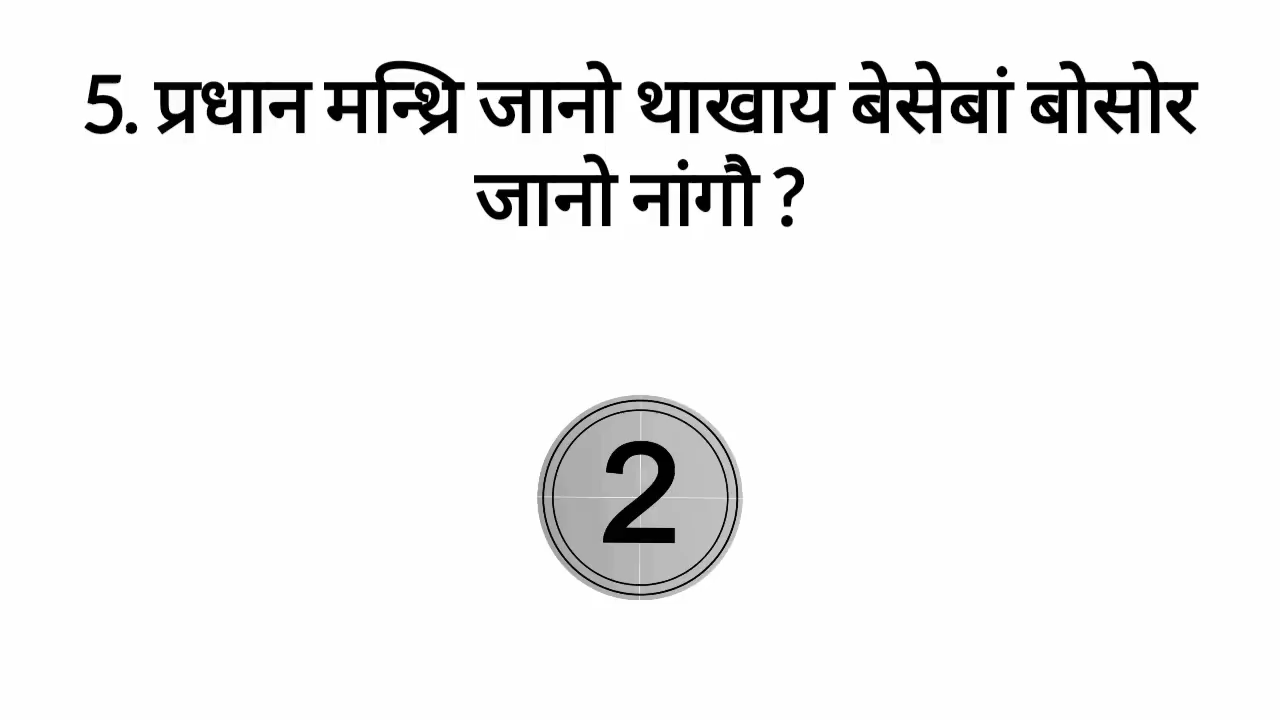 5. प्रधान मन्थ्रि जानो थाखाय बेसेबां बोसोर
जानो नांगौ ?
2